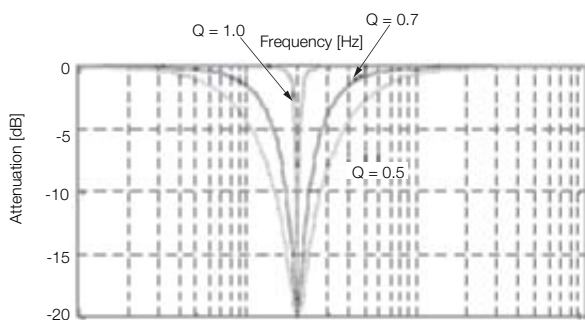 Q = 1.0
Q = 0.7
Frequency [Hz]
0
-5
-10
-15
-20
Attenuation [dB]
Q = 0.5